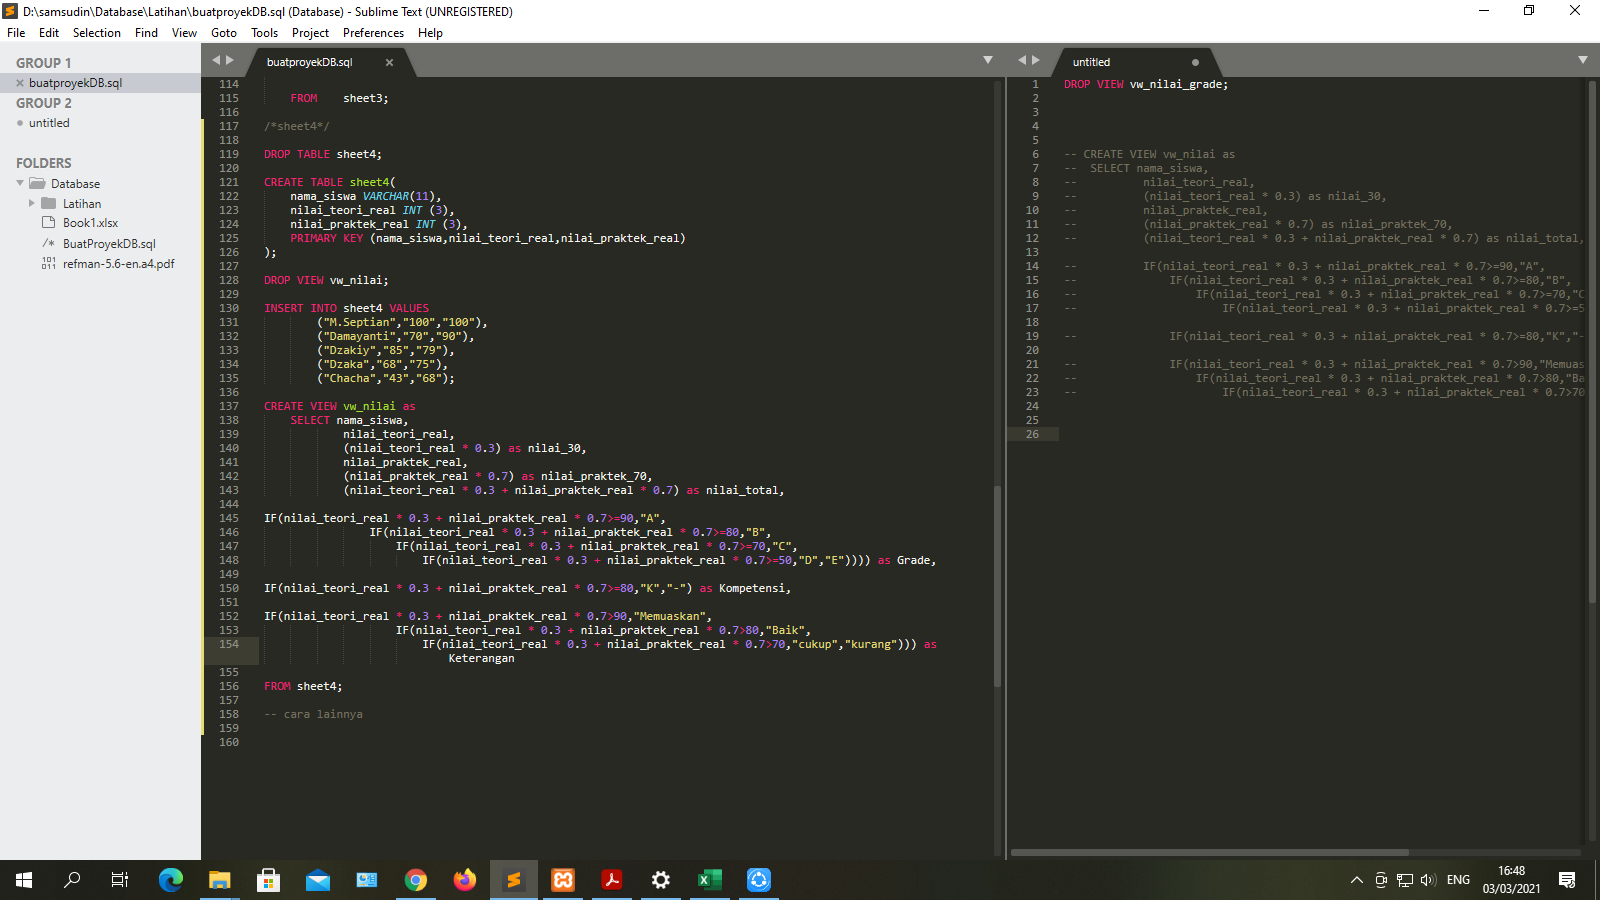 D:\samsudin\Database\Latihan\buatproyekDB.sql (Database) - Sublime Text (UNREGISTERED)
File Edit Selection Find View Goto Tools Project Preferences Help
GROUP 1
buatproyekDB.sql
GROUP 2
untitled
FOLDERS
Database
Latihan
Book1.xlsx
/* BuatProyekDB.sql
refman-5.6-en.a4.pdf
buatproyekDB.sql
114
115 FROM sheet3;
116
117 /*sheet4*/
118
119 DROP TABLE sheet4;
120
121 CREATE TABLE sheet4(
122 nama_siswa VARCHAR(11),
123 nilai_teori_real INT (3),
124 nilai_praktek_real INT (3),
125 PRIMARY KEY (nama_siswa,nilai_teori_real,nilai_praktek_real)
126 );
127
128 DROP VIEW vw_nilai;
129
130 INSERT INTO sheet4 VALUES
131 ("M.Septian","100","100"),
132 ("Damayanti","70","90"),
133 ("Dzakiy","85","79"),
134 ("Dzaka","68","75"),
135 ("Chacha","43","68");
136
137 CREATE VIEW vw_nilai as
138 SELECT nama_siswa,
139 nilai_teori_real,
140 (nilai_teori_real * 0.3) as nilai_30,
141 nilai_praktek_real,
142 (nilai_praktek_real * 0.7) as nilai_praktek_70,
143 (nilai_teori_real * 0.3 + nilai_praktek_real * 0.7) as nilai_total,
144
145 IF(nilai_teori_real * 0.3 + nilai_praktek_real * 0.7>=90,"A",
146 IF(nilai_teori_real * 0.3 + nilai_praktek_real * 0.7>=80,"B",
147 IF(nilai_teori_real * 0.3 + nilai_praktek_real * 0.7>=70,"C",
148 IF(nilai_teori_real * 0.3 + nilai_praktek_real * 0.7>=50,"D","E")))) as Grade,
149
150 IF(nilai_teori_real * 0.3 + nilai_praktek_real * 0.7>=80,"K","-") as Kompetensi,
151
152 IF(nilai_teori_real * 0.3 + nilai_praktek_real * 0.7>90,"Memuaskan",
153 IF(nilai_teori_real * 0.3 + nilai_praktek_real * 0.7>80,"Baik",
154 IF(nilai_teori_real * 0.3 + nilai_praktek_real * 0.7>70,"cukup","kurang"))) as
Keterangan
155
156 FROM sheet4;
157
158 -- cara lainnya
159
160
untitled
1 DROP VIEW vw_nilai_grade;
2
3
4
5
6 -- CREATE VIEW vw_nilai as
7 -- SELECT nama_siswa,
8 -- nilai_teori_real,
9 -- (nilai_teori_real * 0.3) as nilai_30,
10 -- nilai_praktek_real,
11 -- (nilai_praktek_real * 0.7) as nilai_praktek_70,
12 -- (nilai_teori_real * 0.3 + nilai_praktek_real * 0.7) as nilai_total,
13
14 -- IF(nilai_teori_real * 0.3 + nilai_praktek_real * 0.7>=90,"A",
15 -- IF(nilai_teori_real * 0.3 + nilai_praktek_real * 0.7>=80,"B",
16 -- IF(nilai_teori_real * 0.3 + nilai_praktek_real * 0.7>=70,"C
17 -- IF(nilai_teori_real * 0.3 + nilai_praktek_real * 0.7>=5
18
19 -- IF(nilai_teori_real * 0.3 + nilai_praktek_real * 0.7>=80,"K","-
20
21 -- IF(nilai_teori_real * 0.3 + nilai_praktek_real * 0.7>90,"Memuas
22 -- IF(nilai_teori_real * 0.3 + nilai_praktek_real * 0.7>80,"Ba
23 -- IF(nilai_teori_real * 0.3 + nilai_praktek_real * 0.7>70
24
25
26
ENG
16:48
03/03/2021